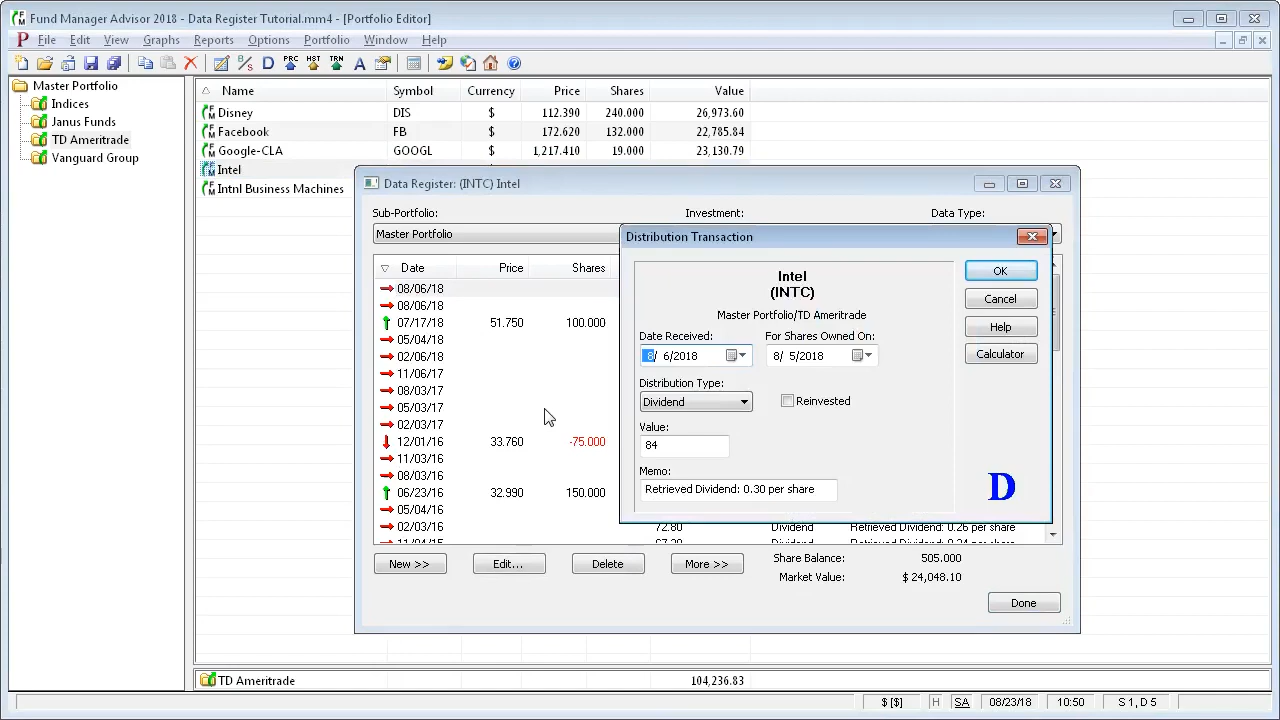 Fund Manager Advisor 2018 - Data Register Tutorial.mm4 - [Portfolio Editor]
P File Edit View Graphs Reports Options Portfolio Window Help
B/S D PRC HST TRN A
Master Portfolio
Indices
Janus Funds
TD Ameritrade
Vanguard Group
Name Symbol Currency Price Shares Value
Disney DIS $ 112.390 240.000 26,973.60
Facebook FB $ 172.620 132.000 22,785.84
Google-CLA GOOGL $ 1,217.410 19.000 23,130.79
Intel
Intnl Business Machines
Data Register: (INTC) Intel
Sub-Portfolio: Investment: Data Type:
Master Portfolio
Date Price Shares
08/06/18
08/06/18
07/17/18 51.750 100.000
05/04/18
02/06/18
11/06/17
08/03/17
05/03/17
02/03/17
12/01/16 33.760 -75.000
11/03/16
08/03/16
06/23/16 32.990 150.000
05/04/16
02/03/16 72.80 Dividend Retrieved Dividend: 0.26 per share
Distribution Transaction
Intel
(INTC)
Master Portfolio/TD Ameritrade
Date Received: For Shares Owned On:
8/ 6/2018 8/ 5/2018
Distribution Type:
Dividend Reinvested
Value:
84
Memo:
Retrieved Dividend: 0.30 per share
OK
Cancel
Help
Calculator
D
New >> Edit... Delete More >>
Share Balance: 505.000
Market Value: $ 24,048.10
Done
TD Ameritrade 104,236.83
$ [$] H SA 08/23/18 10:50 S 1, D 5